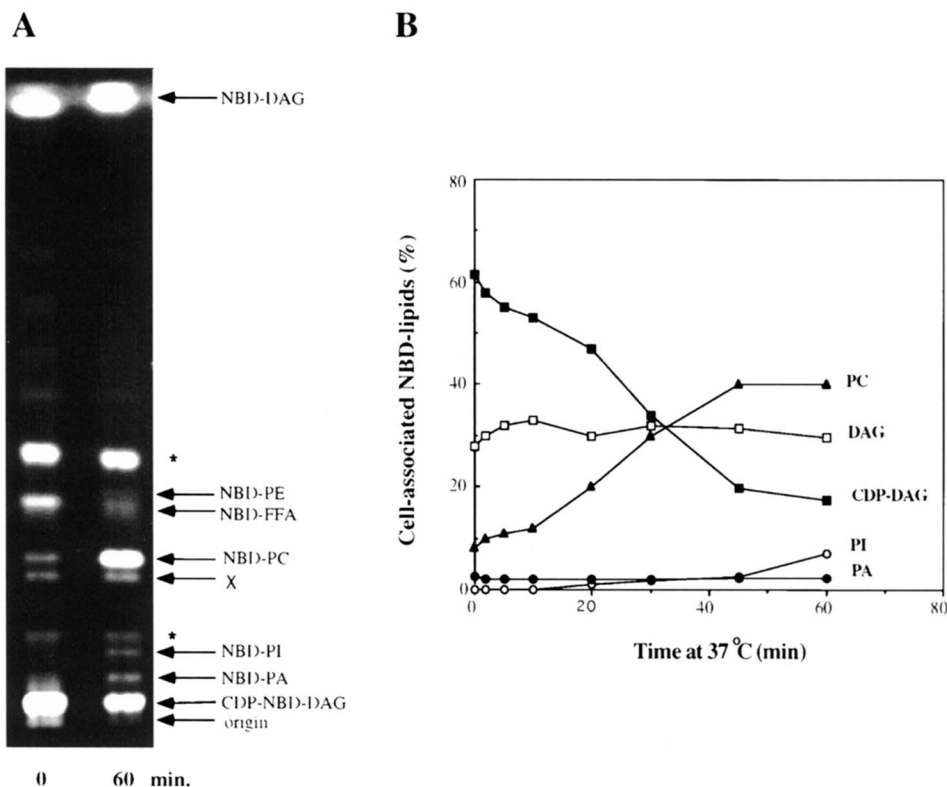 A
NBD-DAG
*
NBD-PE
NBD-FFA
NBD-PC
X
*
NBD-PI
NBD-PA
CDP-NBD-DAG
origin
0 60 min.
B
Cell-associated NBD-lipids (%)
80
60
40
20
0
0 20 40 60 80
PC
DAG
CDP-DAG
PI
PA
Time at 37 °C (min)